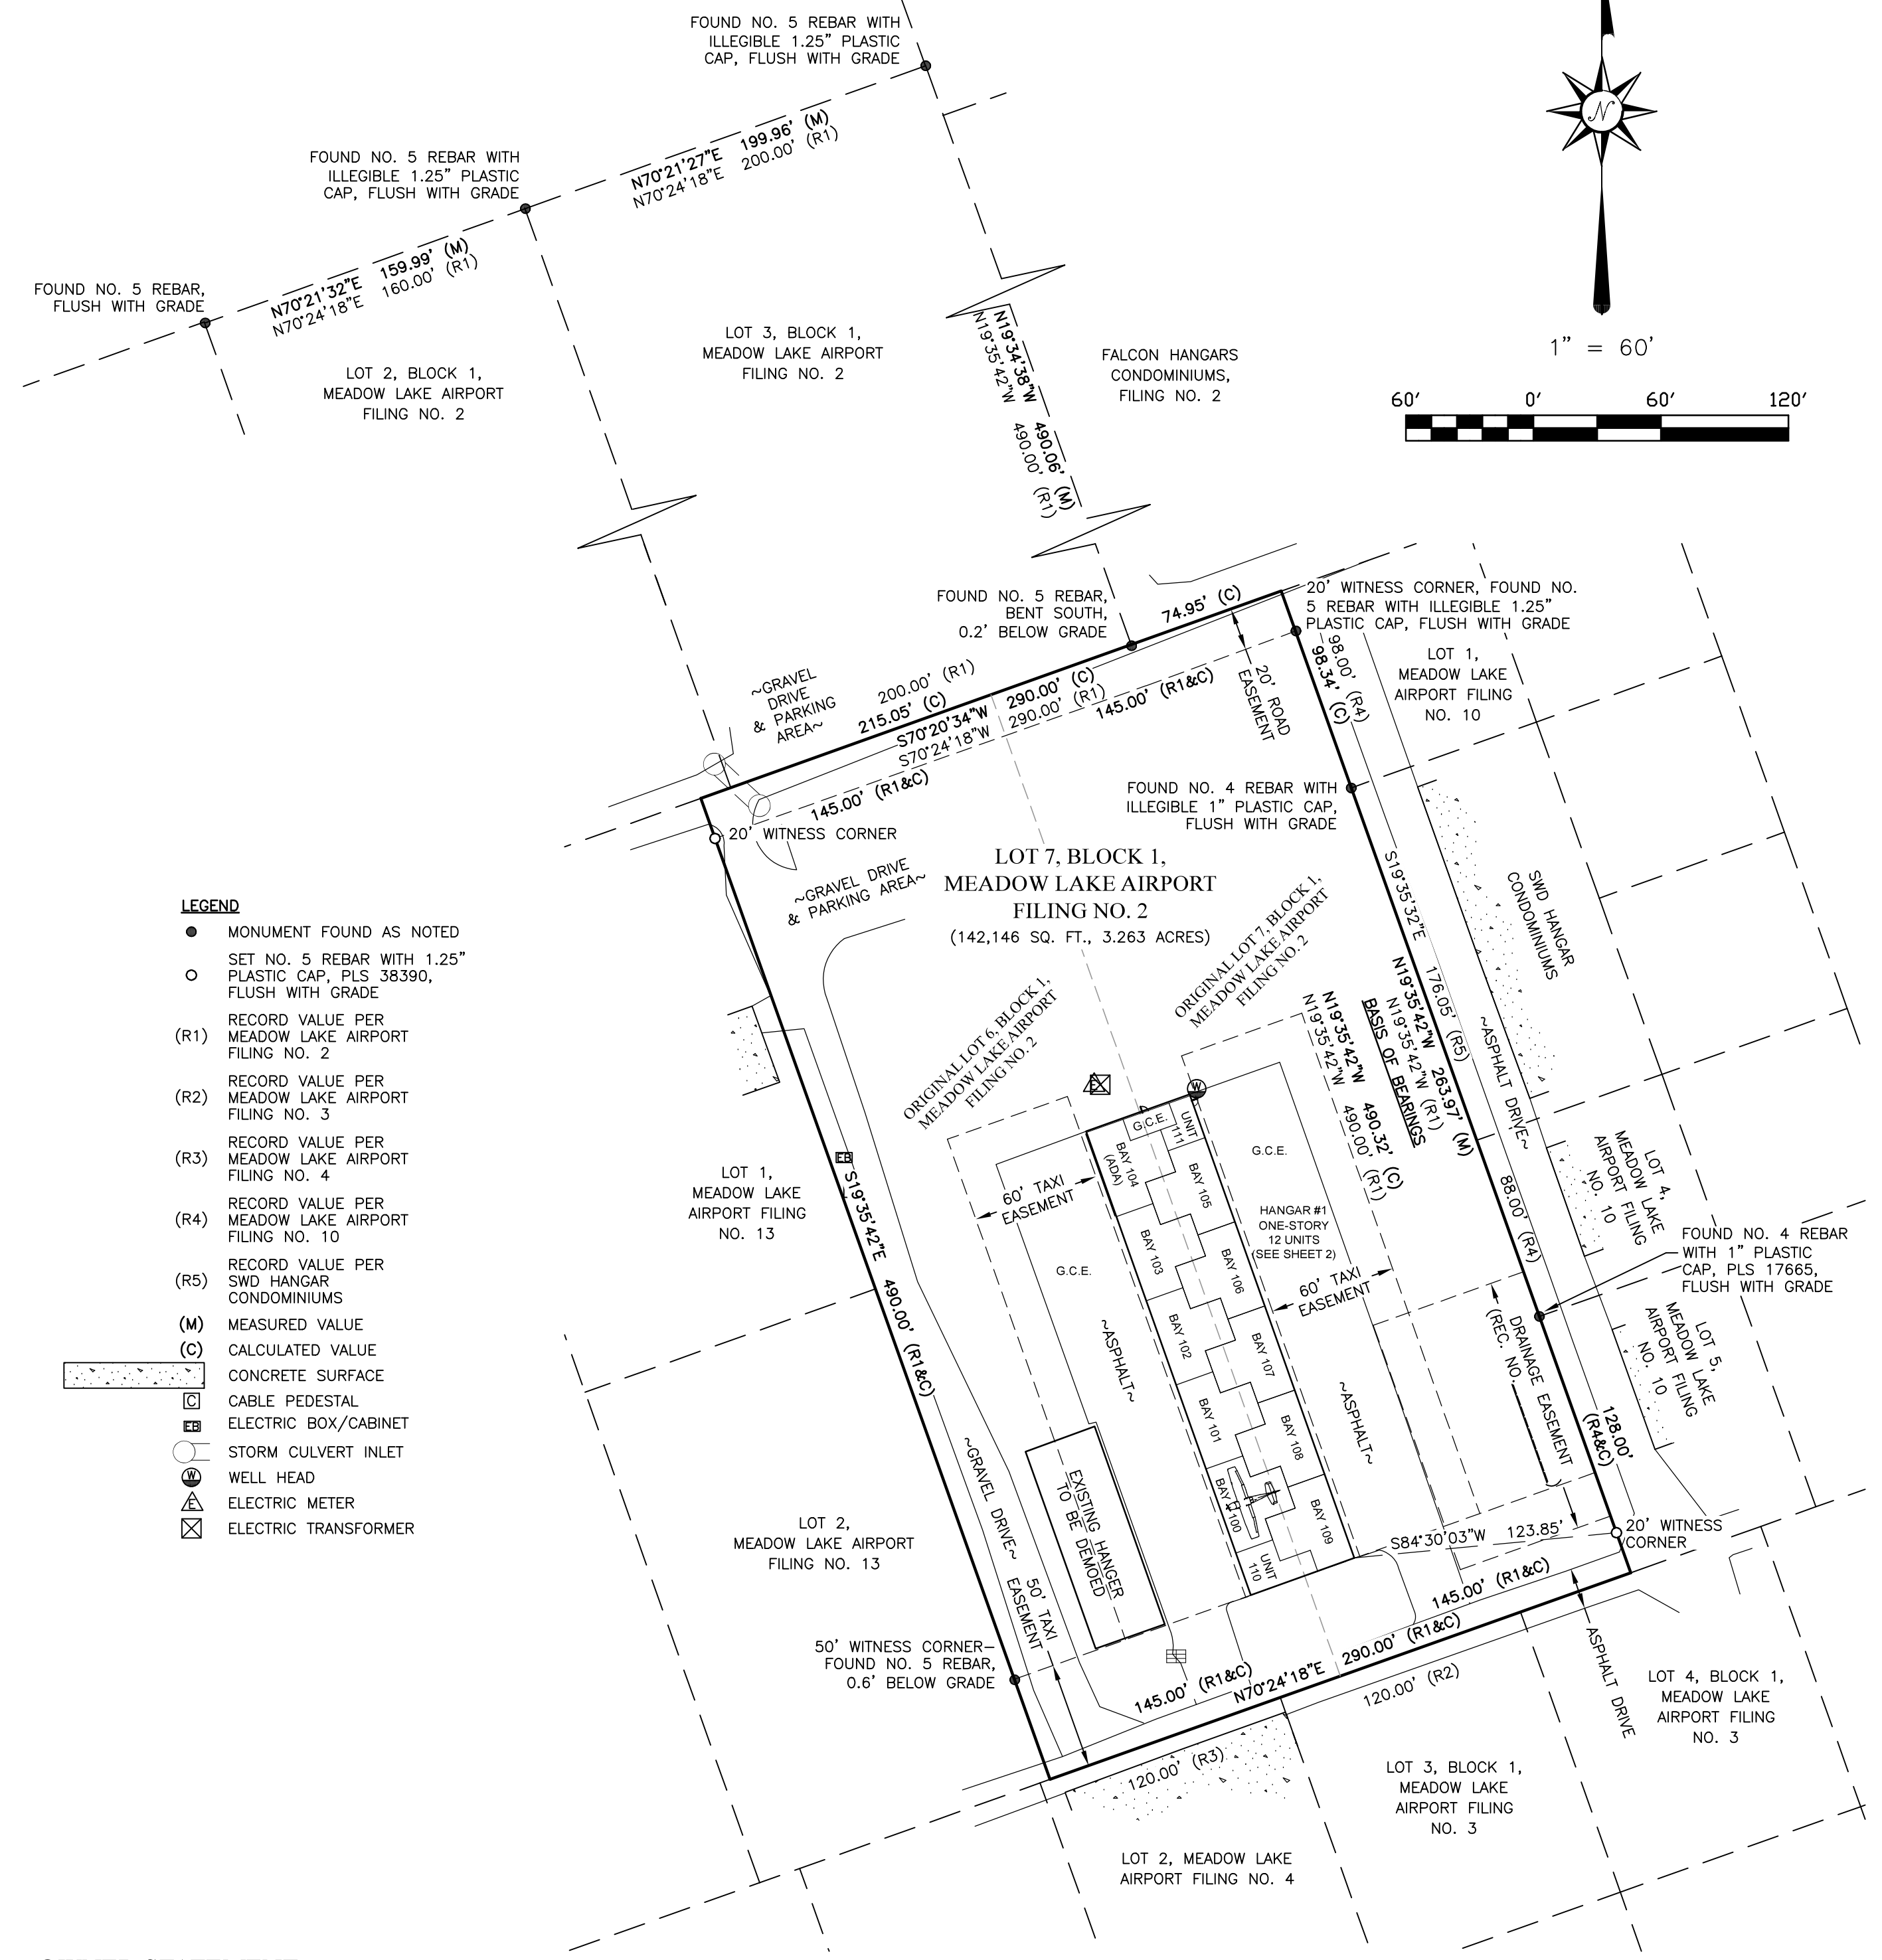 FOUND NO. 5 REBAR WITH
ILLEGIBLE 1.25" PLASTIC
CAP, FLUSH WITH GRADE
N70°21'27"E 199.96' (M)
N70°24'18"E 200.00' (R1)
FOUND NO. 5 REBAR WITH
ILLEGIBLE 1.25" PLASTIC
CAP, FLUSH WITH GRADE
N70°21'32"E 159.99' (M)
N70°24'18"E 160.00' (R1)
FOUND NO. 5 REBAR,
FLUSH WITH GRADE
LOT 2, BLOCK 1,
MEADOW LAKE AIRPORT
FILING NO. 2
LOT 3, BLOCK 1,
MEADOW LAKE AIRPORT
FILING NO. 2
N19°34'38"W 490.06' (M)
N19°35'42"W 490.00' (R1)
FALCON HANGARS
CONDOMINIUMS,
FILING NO. 2
N
1" = 60'
60' 0' 60' 120'
FOUND NO. 5 REBAR,
BENT SOUTH,
0.2' BELOW GRADE
74.95' (C)
20' WITNESS CORNER, FOUND NO.
5 REBAR WITH ILLEGIBLE 1.25"
PLASTIC CAP, FLUSH WITH GRADE
98.00' (R4)
98.34' (C)
LOT 1,
MEADOW LAKE
AIRPORT FILING
NO. 10
~GRAVEL
DRIVE
& PARKING
AREA~
200.00' (R1)
215.05' (C)
S70°20'34"W 290.00' (C)
S70°24'18"W 290.00' (R1)
145.00' (R1&C)
145.00' (R1&C)
20' ROAD
EASEMENT
FOUND NO. 4 REBAR WITH
ILLEGIBLE 1" PLASTIC CAP,
FLUSH WITH GRADE
20' WITNESS CORNER
~GRAVEL DRIVE
& PARKING AREA~
LOT 7, BLOCK 1,
MEADOW LAKE AIRPORT
FILING NO. 2
(142,146 SQ. FT., 3.263 ACRES)
ORIGINAL LOT 6, BLOCK 1,
MEADOW LAKE AIRPORT
FILING NO. 2
ORIGINAL LOT 7, BLOCK 1,
MEADOW LAKE AIRPORT
FILING NO. 2
S19°35'32"E 176.05' (R5)
N19°35'42"W 263.97' (M)
N19°35'42"W (R1)
BASIS OF BEARINGS
N19°35'42"W 490.32' (C)
N19°35'42"W 490.00' (R1)
SWD HANGAR
CONDOMINIUMS
~ASPHALT DRIVE~
88.00' (R4)
LOT 4,
MEADOW LAKE
AIRPORT FILING
NO. 10
FOUND NO. 4 REBAR
WITH 1" PLASTIC
CAP, PLS 17665,
FLUSH WITH GRADE
LOT 5,
MEADOW LAKE
AIRPORT FILING
NO. 10
LEGEND
MONUMENT FOUND AS NOTED
SET NO. 5 REBAR WITH 1.25"
PLASTIC CAP, PLS 38390,
FLUSH WITH GRADE
(R1) RECORD VALUE PER
MEADOW LAKE AIRPORT
FILING NO. 2
(R2) RECORD VALUE PER
MEADOW LAKE AIRPORT
FILING NO. 3
(R3) RECORD VALUE PER
MEADOW LAKE AIRPORT
FILING NO. 4
(R4) RECORD VALUE PER
MEADOW LAKE AIRPORT
FILING NO. 10
(R5) RECORD VALUE PER
SWD HANGAR
CONDOMINIUMS
(M) MEASURED VALUE
(C) CALCULATED VALUE
CONCRETE SURFACE
C CABLE PEDESTAL
EB ELECTRIC BOX/CABINET
STORM CULVERT INLET
W WELL HEAD
E ELECTRIC METER
ELECTRIC TRANSFORMER
LOT 1,
MEADOW LAKE
AIRPORT FILING
NO. 13
EB
S19°35'42"E 490.00' (R1&C)
E
W
60' TAXI
EASEMENT
G.C.E.
G.C.E.
UNIT
111
BAY 104
(ADA)
BAY 105
BAY 103
BAY 106
BAY 102
BAY 107
BAY 101
BAY 108
BAY 100
BAY 109
UNIT
110
G.C.E.
HANGAR #1
ONE-STORY
12 UNITS
(SEE SHEET 2)
60' TAXI
EASEMENT
~ASPHALT~
~ASPHALT~
EXISTING HANGER
TO BE DEMOED
~GRAVEL DRIVE~
50' TAXI
EASEMENT
DRAINAGE EASEMENT
(REC. NO. )
128.00'
(R4&C)
S84°30'03"W 123.85'
20' WITNESS
CORNER
LOT 2,
MEADOW LAKE AIRPORT
FILING NO. 13
50' WITNESS CORNER-
FOUND NO. 5 REBAR,
0.6' BELOW GRADE
145.00' (R1&C)
145.00' (R1&C)
N70°24'18"E 290.00' (R1&C)
120.00' (R2)
120.00' (R3)
ASPHALT DRIVE
LOT 4, BLOCK 1,
MEADOW LAKE
AIRPORT FILING
NO. 3
LOT 3, BLOCK 1,
MEADOW LAKE
AIRPORT FILING
NO. 3
LOT 2, MEADOW LAKE
AIRPORT FILING NO. 4